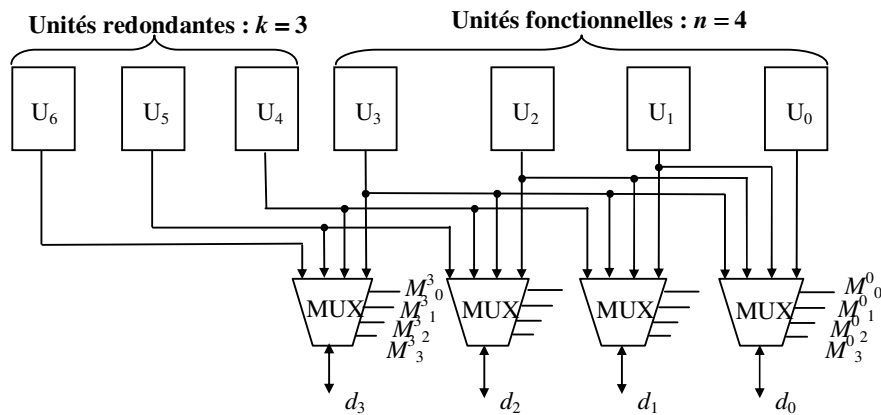 Unités redondantes : k = 3
Unités fonctionnelles : n = 4
U₆ U₅ U₄ U₃ U₂ U₁ U₀
MUX MUX MUX MUX
M³₀
M³₁
M³₂
M³₃
M⁰₀
M⁰₁
M⁰₂
M⁰₃
d₃ d₂ d₁ d₀